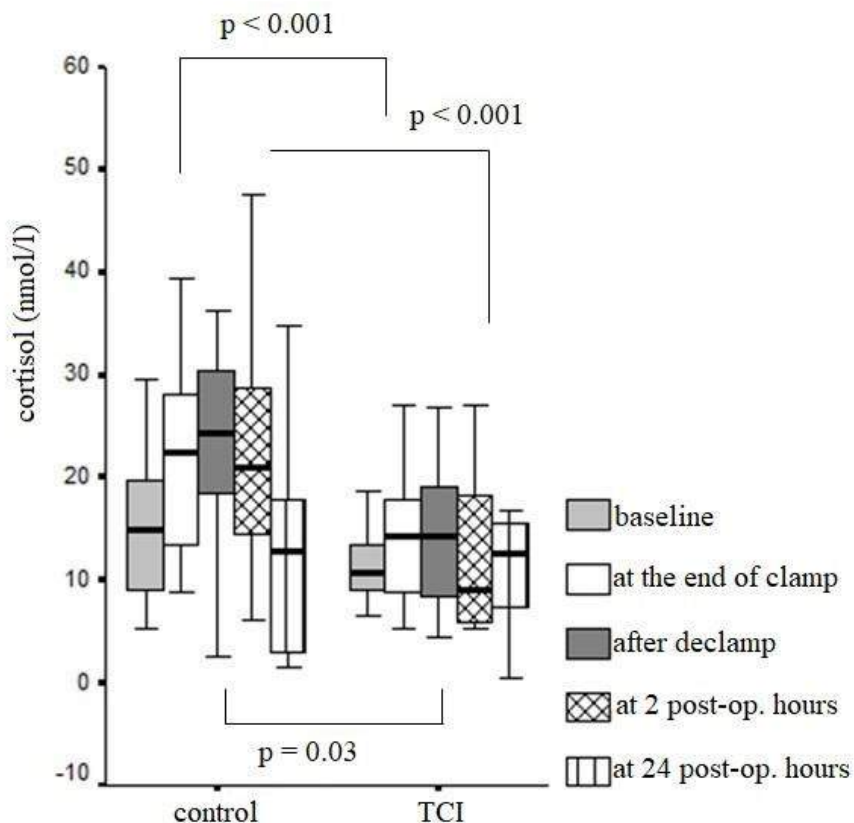 p < 0.001
60
p < 0.001
50
40
cortisol (nmol/l)
30
20
baseline
10
at the end of clamp
after declamp
0
at 2 post-op. hours
p = 0.03
at 24 post-op. hours
-10
control
TCI